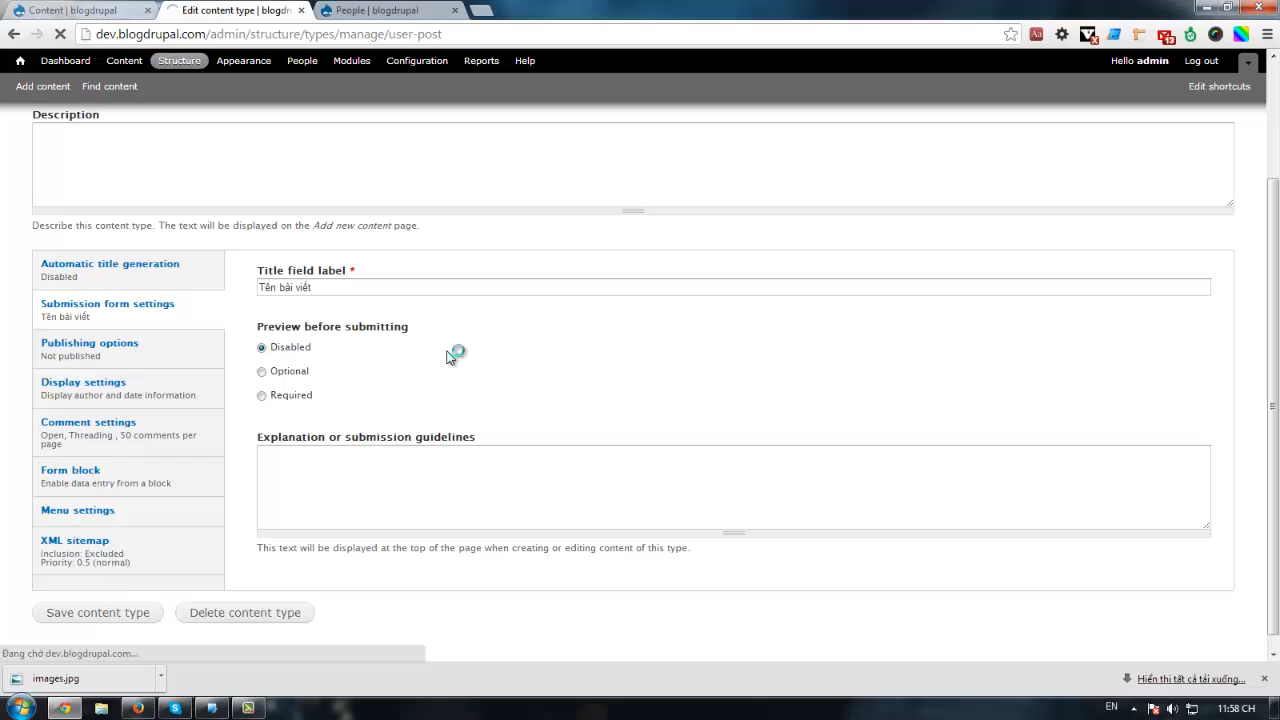 Content | blogdrupal
Edit content type | blogdr
People | blogdrupal
dev.blogdrupal.com/admin/structure/types/manage/user-post
13
Dashboard Content Structure Appearance People Modules Configuration Reports Help
Hello admin Log out
Add content Find content
Edit shortcuts
Description
Describe this content type. The text will be displayed on the Add new content page.
Automatic title generation
Disabled
Submission form settings
Tên bài viết
Publishing options
Not published
Display settings
Display author and date information.
Comment settings
Open, Threading , 50 comments per
page
Form block
Enable data entry from a block
Menu settings
XML sitemap
Inclusion: Excluded
Priority: 0.5 (normal)
Title field label *
Tên bài viết
Preview before submitting
Disabled
Optional
Required
Explanation or submission guidelines
This text will be displayed at the top of the page when creating or editing content of this type.
Save content type
Delete content type
Đang chờ dev.blogdrupal.com...
images.jpg
Hiển thị tất cả tải xuống...
EN
11:58 CH